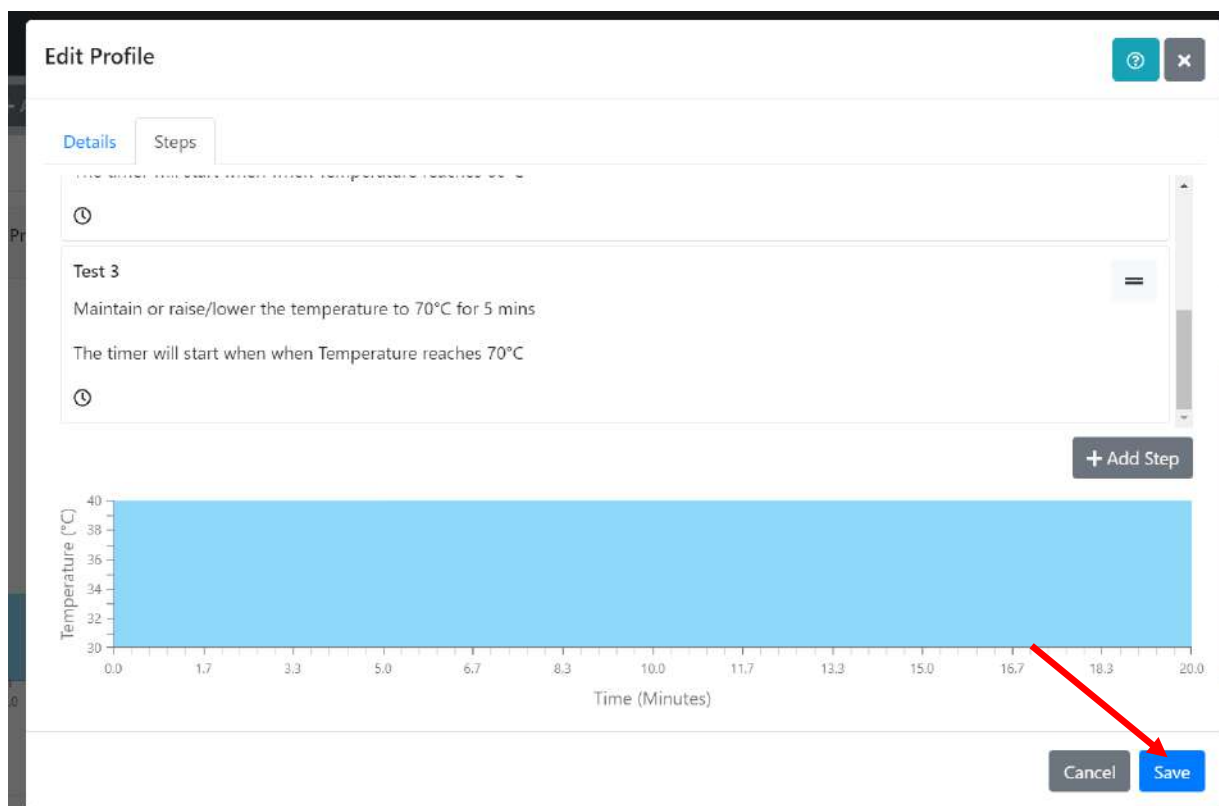 Edit Profile
Details
Steps
Test 3
Maintain or raise/lower the temperature to 70°C for 5 mins
The timer will start when when Temperature reaches 70°C
+ Add Step
Temperature (°C)
40
38
36
34
32
30
0.0 1.7 3.3 5.0 6.7 8.3 10.0 11.7 13.3 15.0 16.7 18.3 20.0
Time (Minutes)
Cancel Save